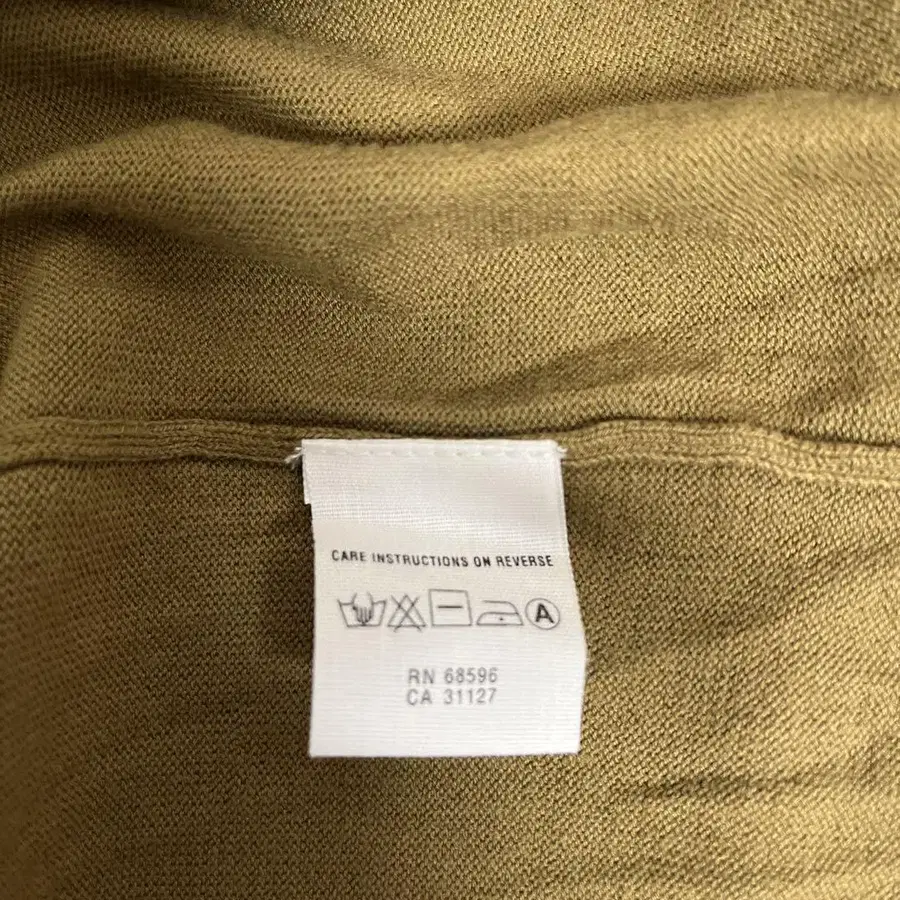 CARE INSTRUCTIONS ON REVERSE
A
RN 68596
CA 31127